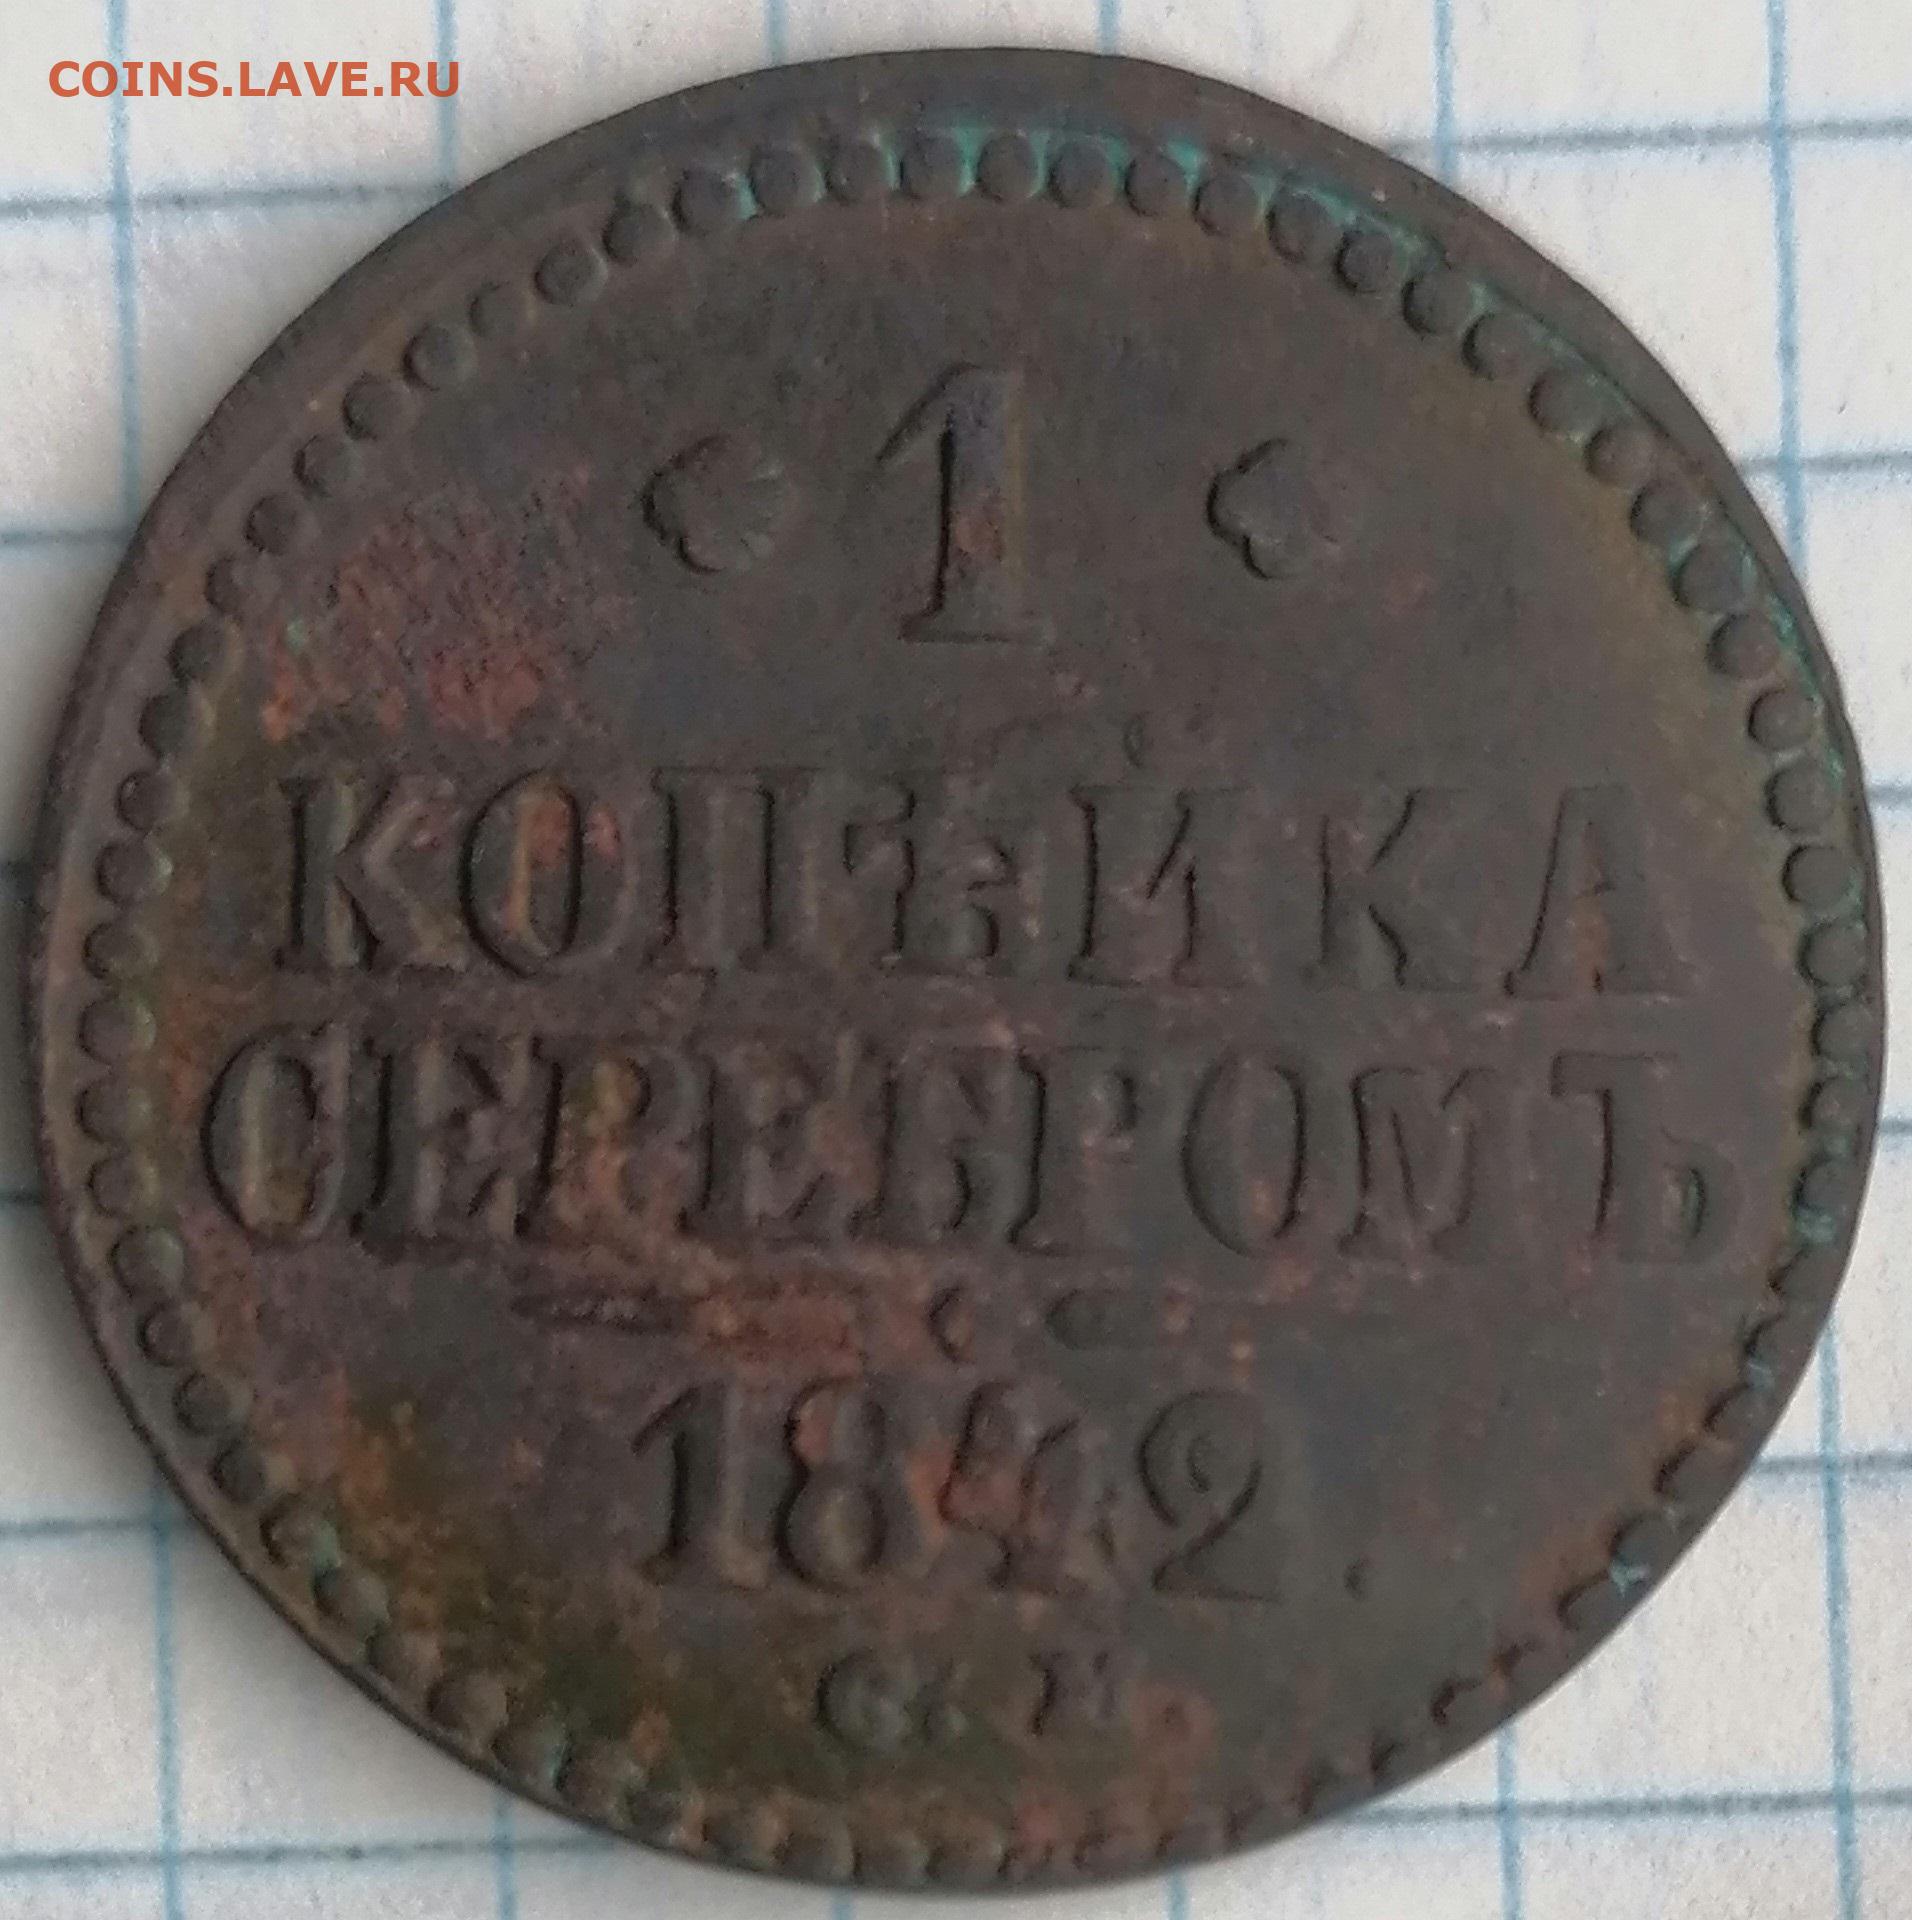 COINS.LAVE.RU
1
КОПѢЙКА
СЕРЕБРОМЪ
1842.
С. М.